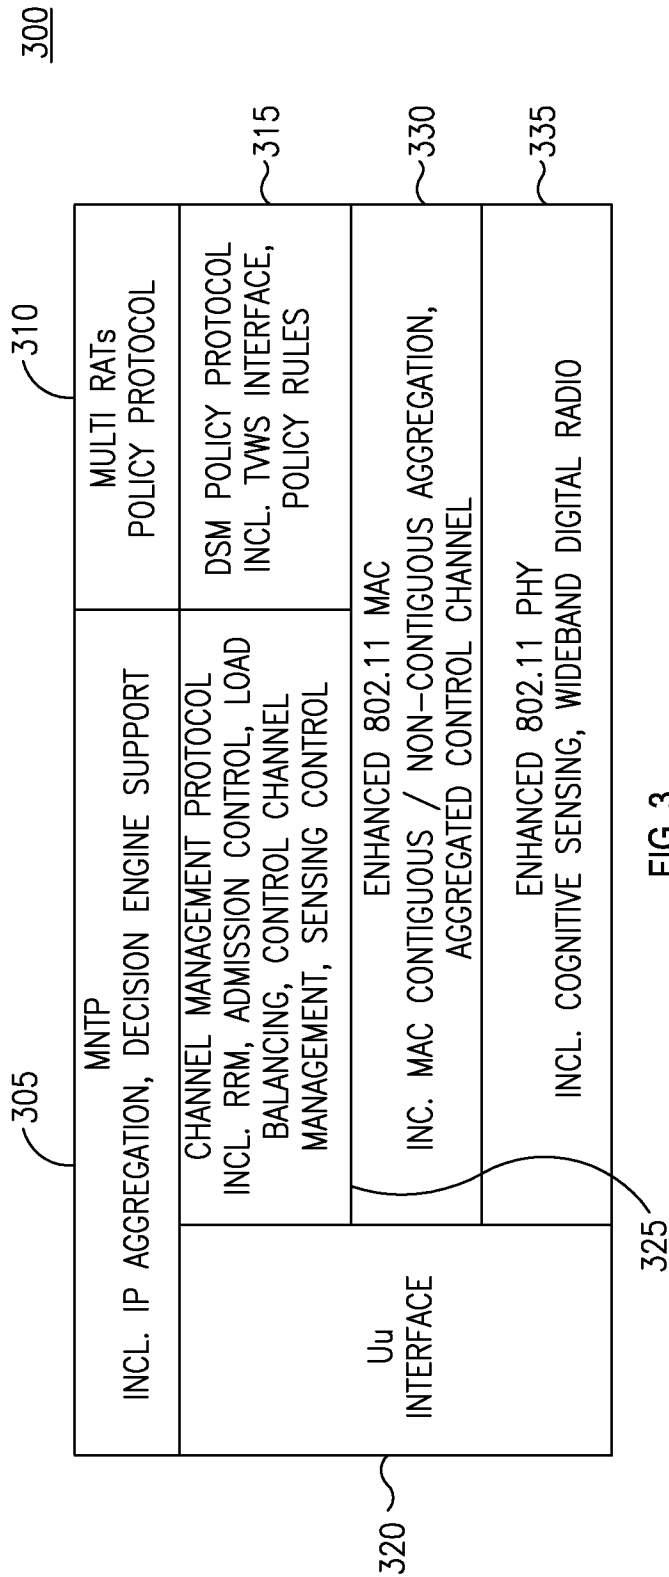 300
305
310
MNTP
INCL. IP AGGREGATION, DECISION ENGINE SUPPORT
MULTI RATs
POLICY PROTOCOL
320
Uu
INTERFACE
CHANNEL MANAGEMENT PROTOCOL
INCL. RRM, ADMISSION CONTROL, LOAD
BALANCING, CONTROL CHANNEL
MANAGEMENT, SENSING CONTROL
DSM POLICY PROTOCOL
INCL. TVWS INTERFACE,
POLICY RULES
315
ENHANCED 802.11 MAC
INC. MAC CONTIGUOUS / NON-CONTIGUOUS AGGREGATION,
AGGREGATED CONTROL CHANNEL
330
ENHANCED 802.11 PHY
INCL. COGNITIVE SENSING, WIDEBAND DIGITAL RADIO
335
325
FIG. 3